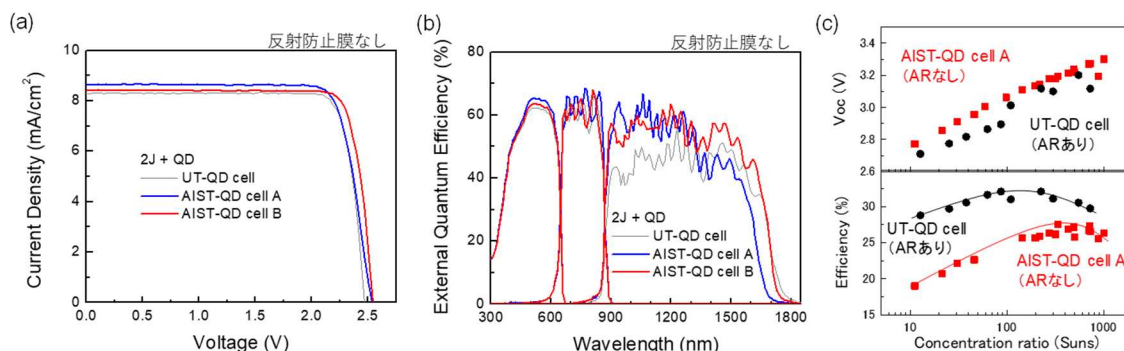 (a)
反射防止膜なし
10
8
6
4
2
0
Current Density (mA/cm²)
2J + QD
UT-QD cell
AIST-QD cell A
AIST-QD cell B
0.0
0.5
1.0
1.5
2.0
2.5
Voltage (V)
(b)
反射防止膜なし
80
60
40
20
0
External Quantum Efficiency (%)
2J + QD
UT-QD cell
AIST-QD cell A
AIST-QD cell B
300
600
900
1200
1500
1800
Wavelength (nm)
(c)
3.4
3.2
3.0
2.8
2.6
Voc (V)
AIST-QD cell A
(ARなし)
UT-QD cell
(ARあり)
30
25
20
15
Efficiency (%)
UT-QD cell
(ARあり)
AIST-QD cell A
(ARなし)
10
100
1000
Concentration ratio (Suns)